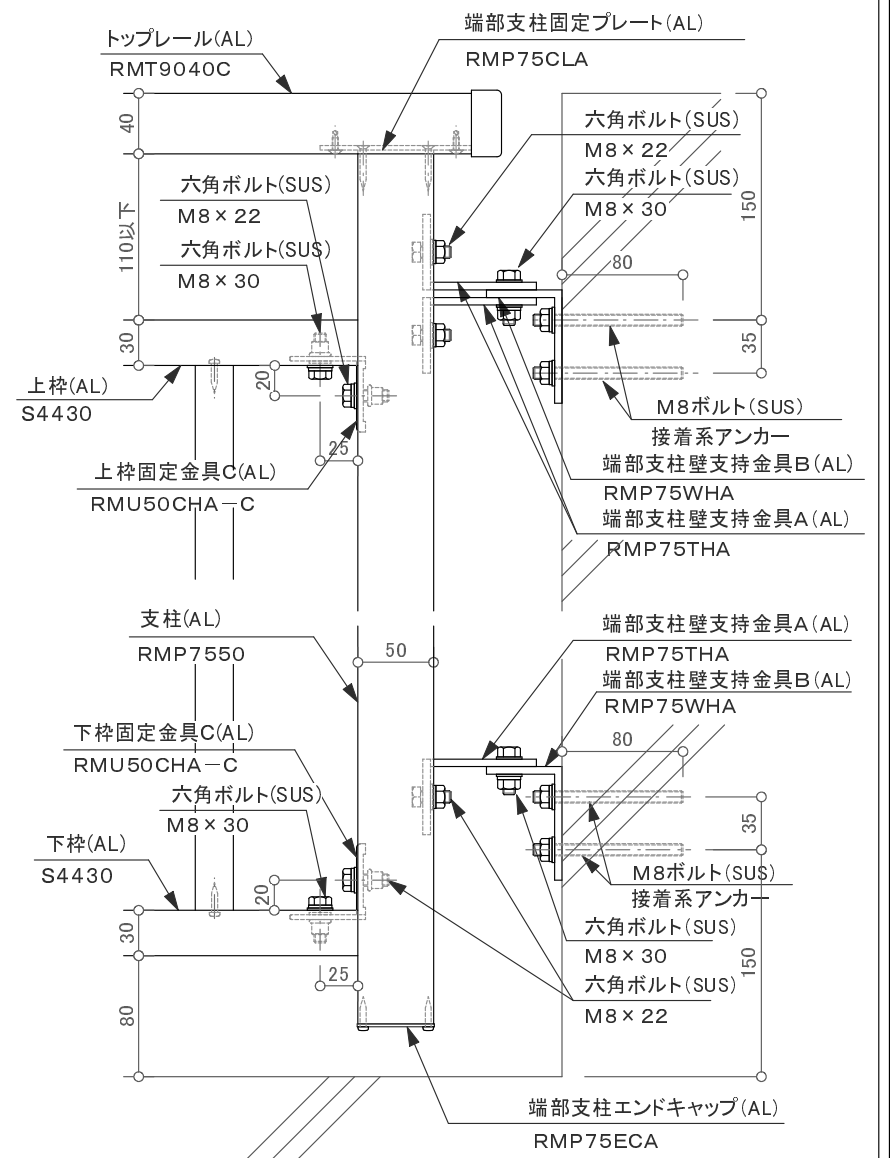 端部支柱固定プレート(AL)
RMP75CLA
トップレール(AL)
RMT9040C
40
六角ボルト(SUS)
M8×22
六角ボルト(SUS)
M8×30
150
六角ボルト(SUS)
M8×22
110以下
六角ボルト(SUS)
M8×30
80
30
35
20
上枠(AL)
S4430
M8ボルト(SUS)
接着系アンカー
25
上枠固定金具C(AL)
RMU50CHA-C
端部支柱壁支持金具B(AL)
RMP75WHA
端部支柱壁支持金具A(AL)
RMP75THA
支柱(AL)
RMP7550
50
端部支柱壁支持金具A(AL)
RMP75THA
端部支柱壁支持金具B(AL)
RMP75WHA
下枠固定金具C(AL)
RMU50CHA-C
80
六角ボルト(SUS)
M8×30
35
下枠(AL)
S4430
20
M8ボルト(SUS)
接着系アンカー
30
六角ボルト(SUS)
M8×30
150
25
六角ボルト(SUS)
M8×22
80
端部支柱エンドキャップ(AL)
RMP75ECA